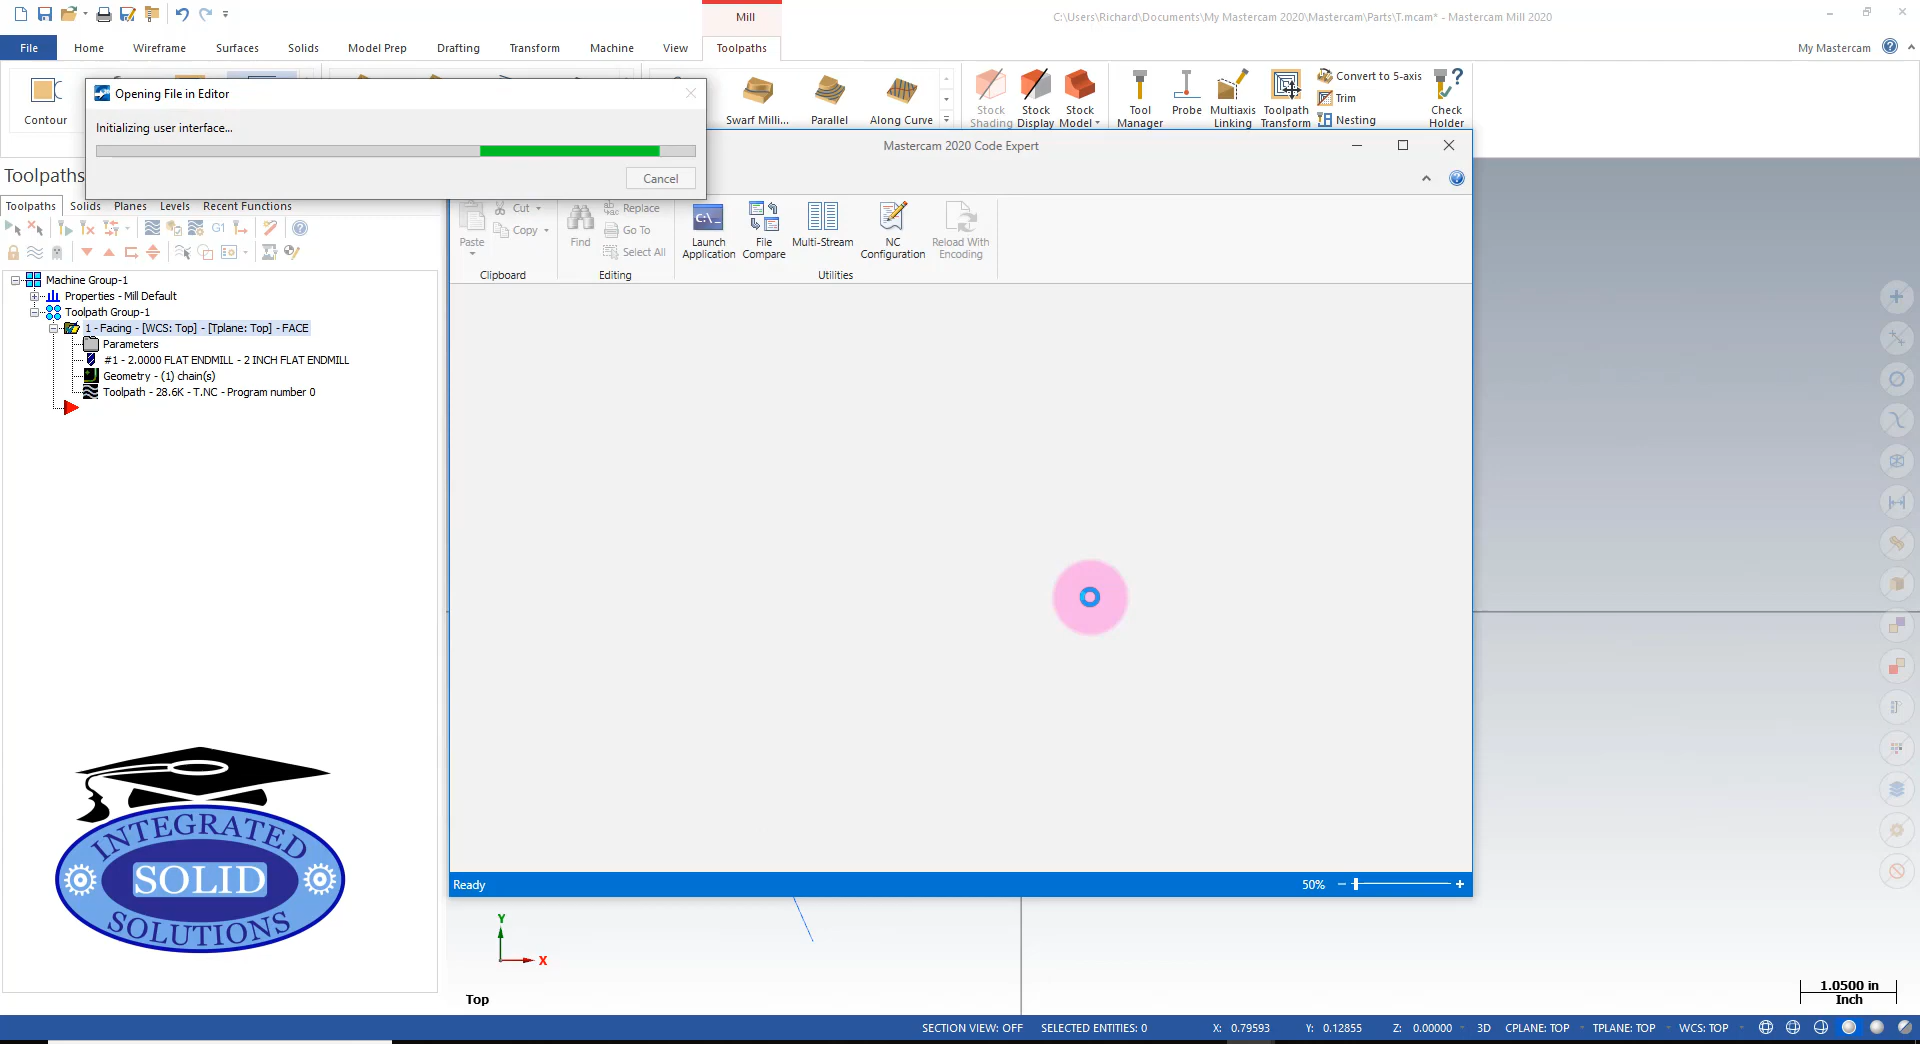 Mill
C:\Users\Richard\Documents\My Mastercam 2020\Mastercam\Parts\T.mcam* - Mastercam Mill 2020
File
Home
Wireframe
Surfaces
Solids
Model Prep
Drafting
Transform
Machine
View
Toolpaths
My Mastercam
Contour
Swarf Milli...
Parallel
Along Curve
Stock Shading
Stock Display
Stock Model
Tool Manager
Probe
Multiaxis Linking
Toolpath Transform
Convert to 5-axis
Trim
Nesting
Check Holder
Opening File in Editor
Initializing user interface...
Cancel
Mastercam 2020 Code Expert
Paste
Cut
Copy
Clipboard
Find
Replace
Go To
Select All
Editing
C:\_
Launch Application
File Compare
Multi-Stream
NC Configuration
Reload With Encoding
Utilities
Toolpaths
Toolpaths
Solids
Planes
Levels
Recent Functions
G1
Machine Group-1
Properties - Mill Default
Toolpath Group-1
1 - Facing - [WCS: Top] - [Tplane: Top] - FACE
Parameters
#1 - 2.0000 FLAT ENDMILL - 2 INCH FLAT ENDMILL
Geometry - (1) chain(s)
Toolpath - 28.6K - T.NC - Program number 0
INTEGRATED
SOLID
SOLUTIONS
Ready
50%
Y
X
Top
1.0500 in
Inch
SECTION VIEW: OFF
SELECTED ENTITIES: 0
X: 0.79593
Y: 0.12855
Z: 0.00000
3D
CPLANE: TOP
TPLANE: TOP
WCS: TOP